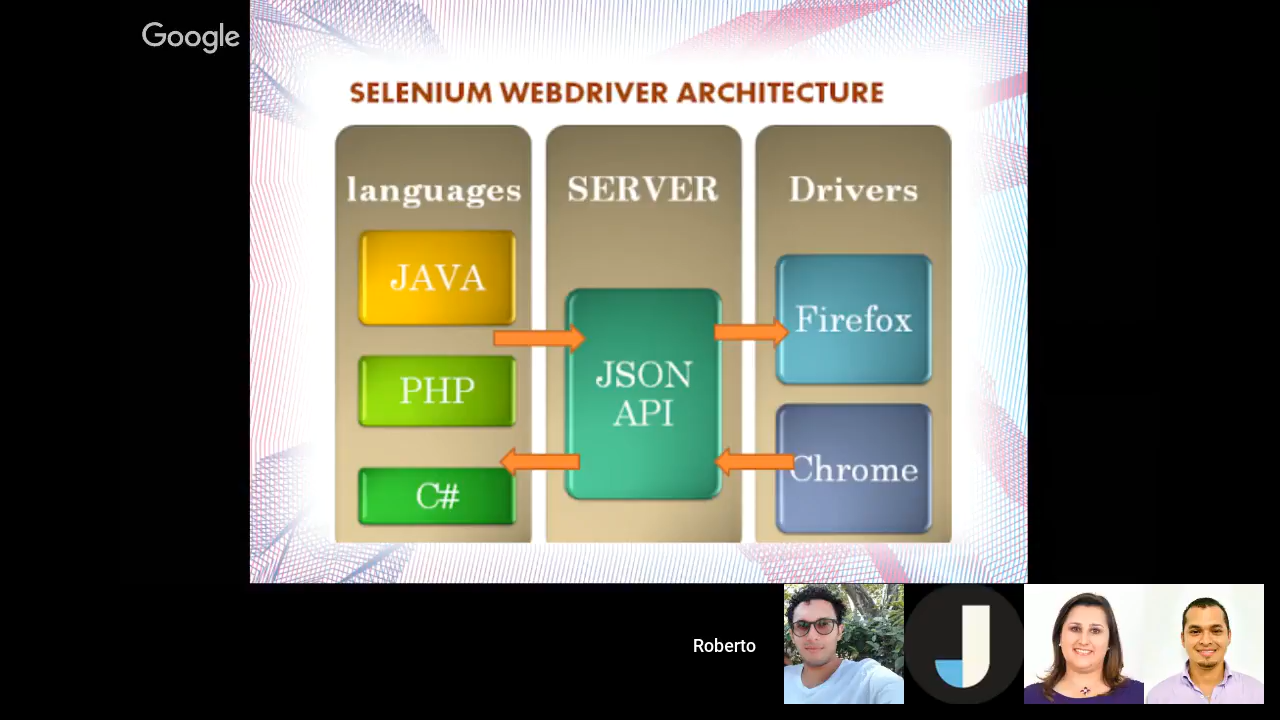 Google
SELENIUM WEBDRIVER ARCHITECTURE
languages
JAVA
PHP
C#
SERVER
JSON
API
Drivers
Firefox
Chrome
Roberto
J